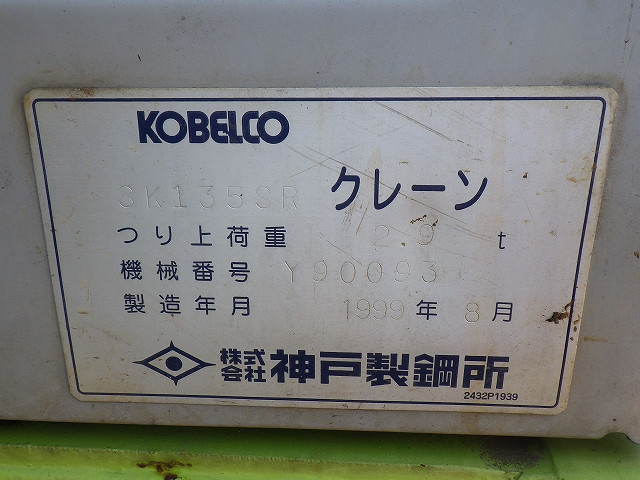 KOBELCO
SK135SR クレーン
つり上荷重 2.9 t
機械番号 Y90093
製造年月 1999年 8月
株式会社 神戸製鋼所
2432P1939